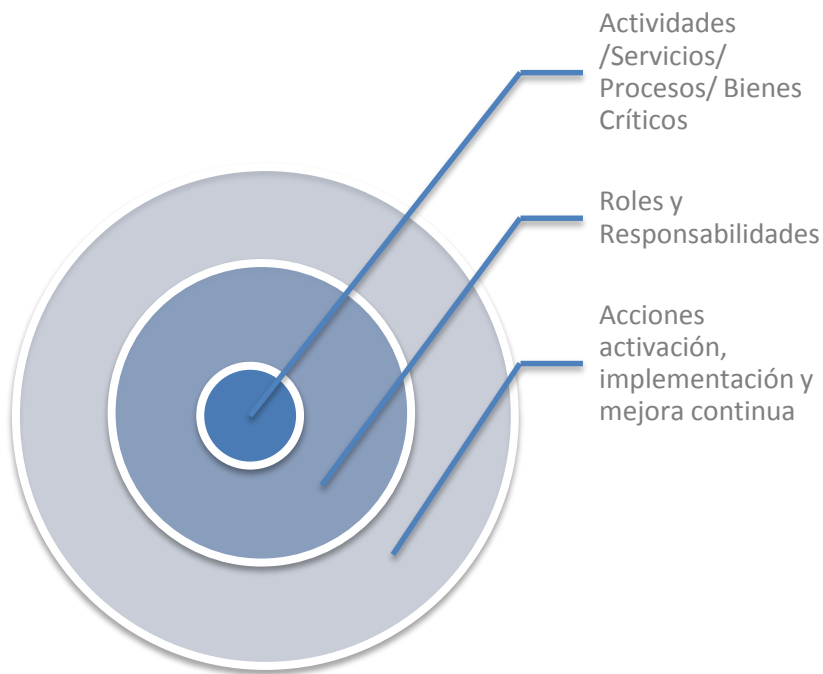 Actividades
/Servicios/
Procesos/ Bienes
Críticos
Roles y
Responsabilidades
Acciones
activación,
implementación y
mejora continua